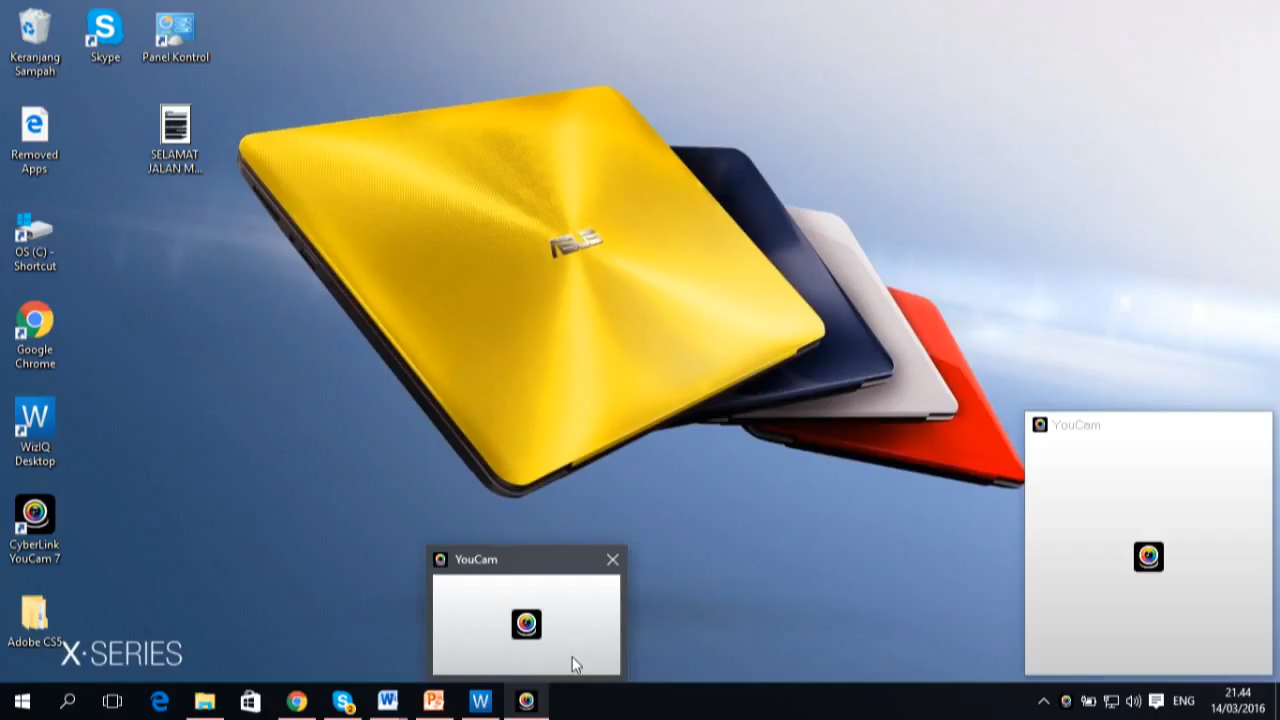 Keranjang
Sampah
Skype
Panel Kontrol
Removed
Apps
SELAMAT
JALAN M...
OS (C) -
Shortcut
Google
Chrome
WizIQ
Desktop
CyberLink
YouCam 7
Adobe CS5
X·SERIES
ASUS
YouCam
YouCam
ENG
21.44
14/03/2016